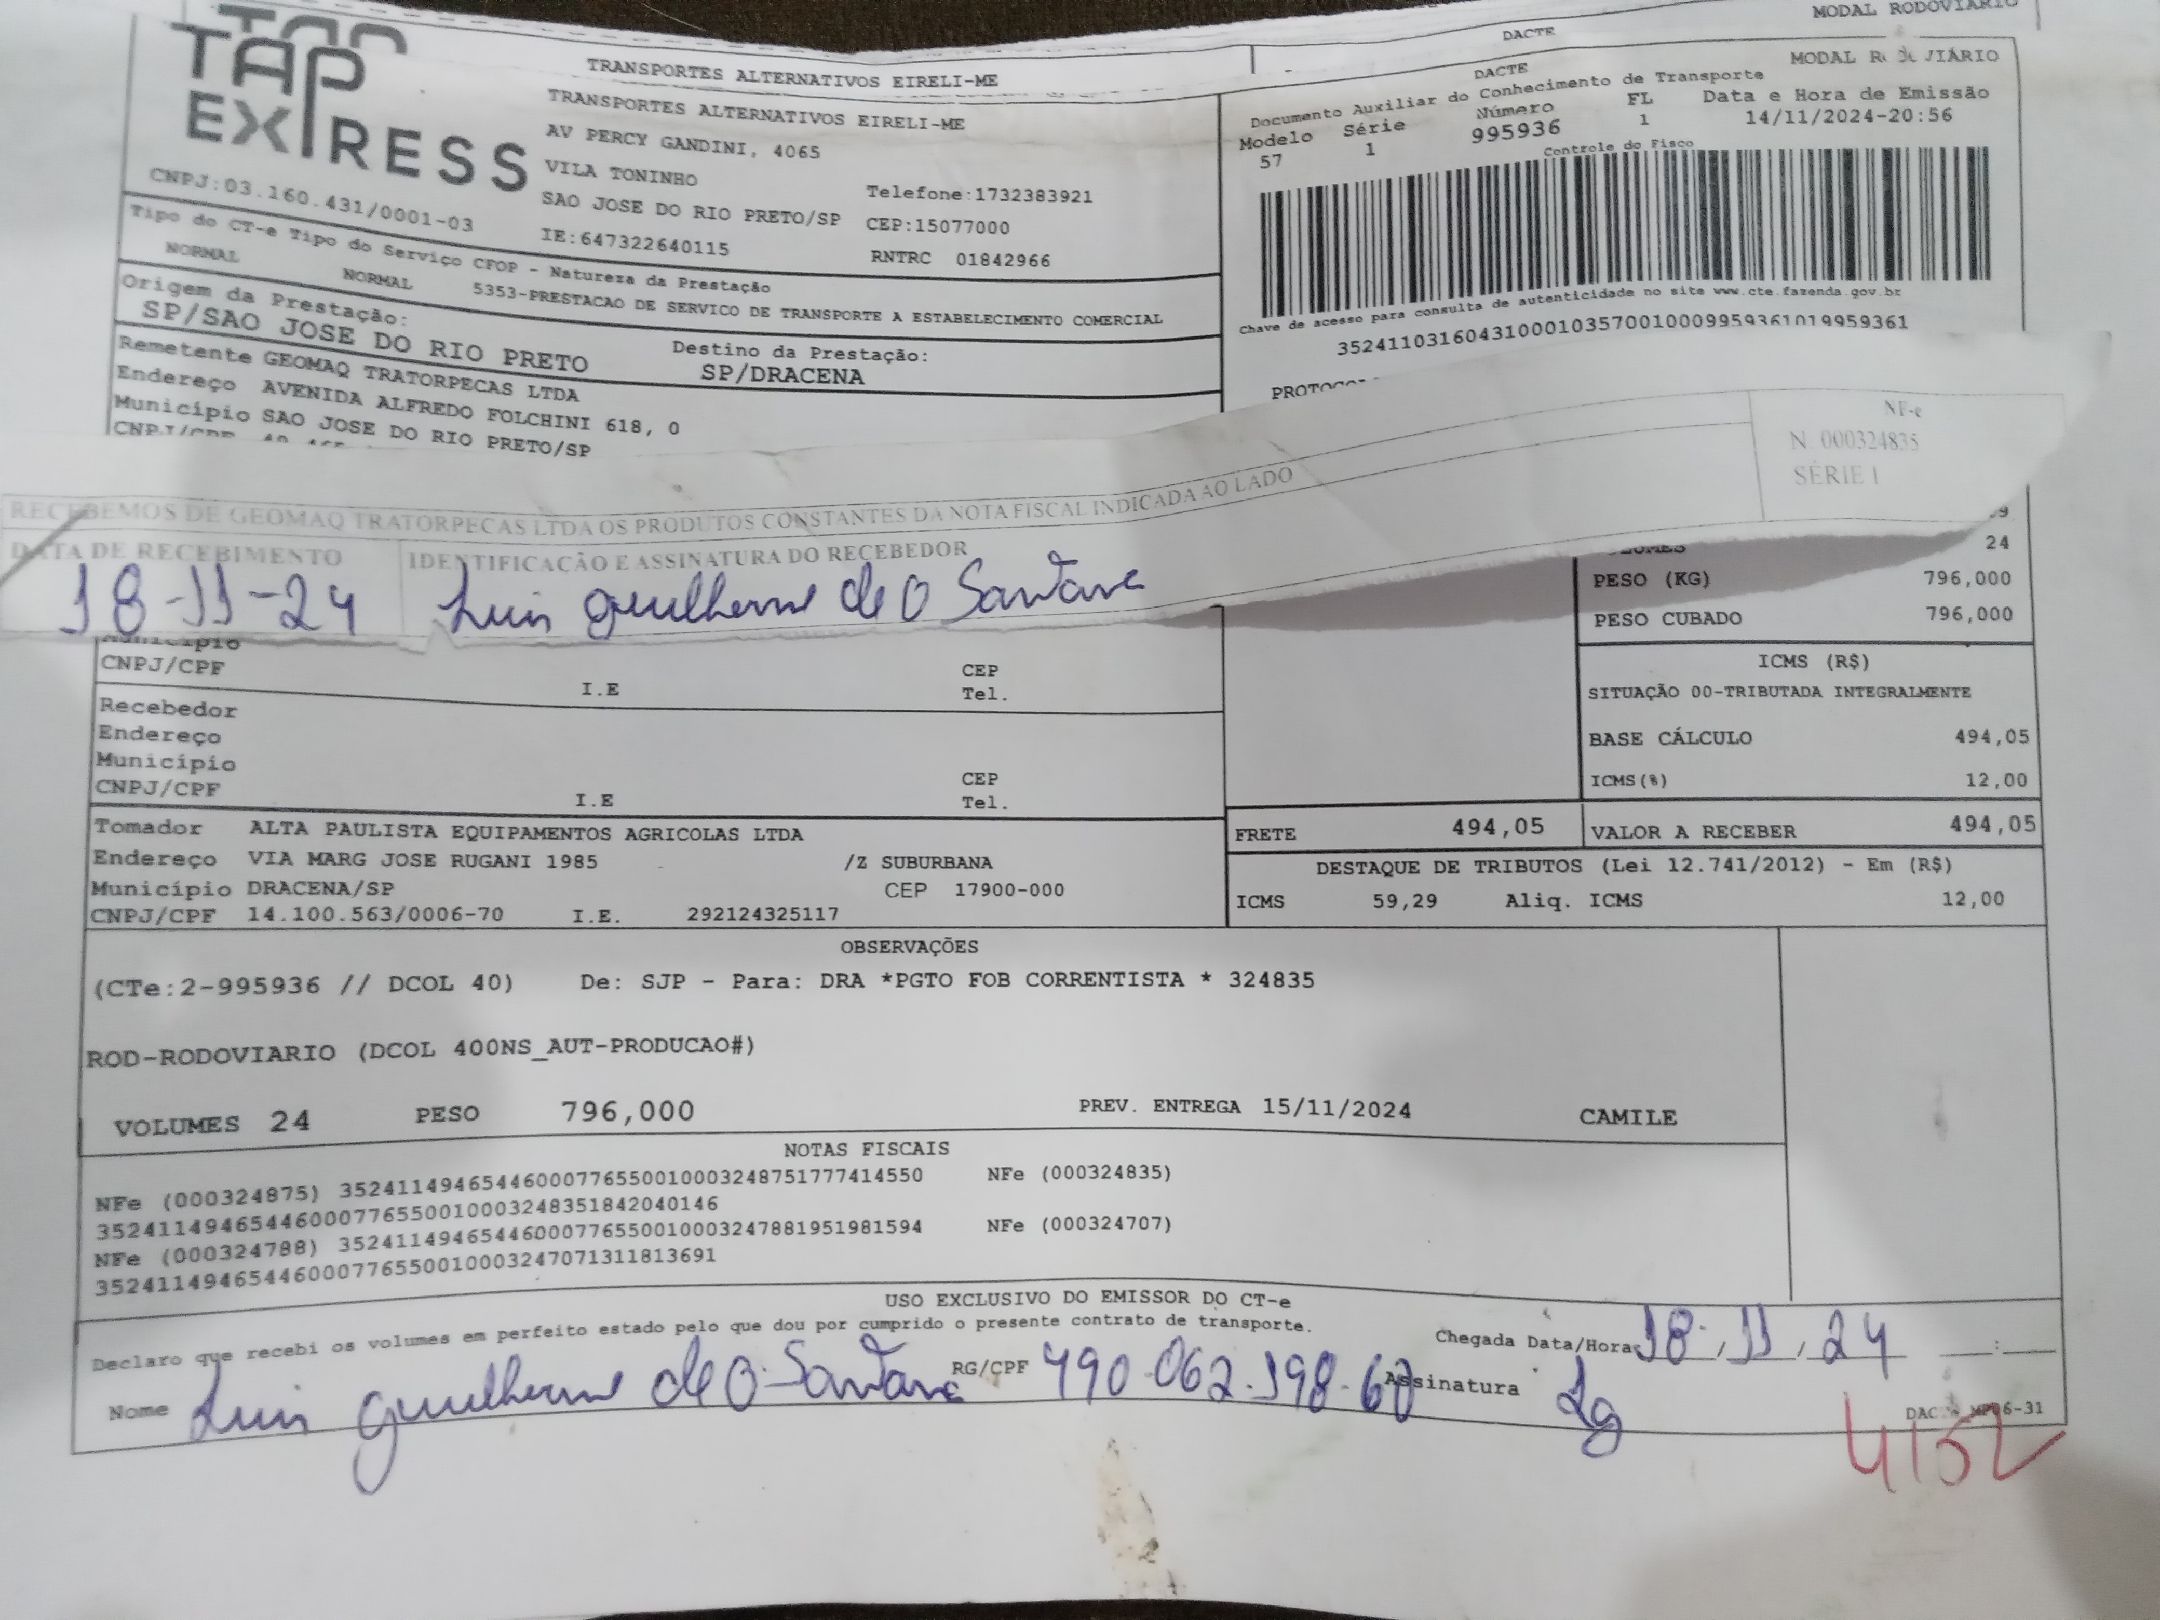 MODAL RODOVIÁRIO
DACTE
TAP
EXPRESS
TRANSPORTES ALTERNATIVOS EIRELI-ME
TRANSPORTES ALTERNATIVOS EIRELI-ME
AV PERCY GANDINI, 4065
VILA TONINHO
SAO JOSE DO RIO PRETO/SP
IE:647322640115
Telefone:1732383921
CEP:15077000
RNTRC 01842966
CNPJ:03.160.431/0001-03
DACTE MODAL
Documento Auxiliar do Conhecimento de Transporte
Modelo Série Número FL Data e Hora de Emissão
57 1 995936 1 14/11/2024-20:56
Controle do Fisco
Chave de acesso para consulta de autenticidade no site www.cte.fazenda.gov.br
35241103160431000103570010009959361019959361
Tipo do CT-e Tipo do Serviço CFOP - Natureza da Prestação
NORMAL NORMAL 5353-PRESTACAO DE SERVICO DE TRANSPORTE A ESTABELECIMENTO COMERCIAL
Origem da Prestação: Destino da Prestação:
SP/SAO JOSE DO RIO PRETO SP/DRACENA
Remetente GEOMAQ TRATORPECAS LTDA
Endereço AVENIDA ALFREDO FOLCHINI 618, 0
Município SAO JOSE DO RIO PRETO/SP
CNPJ/CPF
NF-e
N. 000324835
SÉRIE 1
RECEBEMOS DE GEOMAQ TRATORPECAS LTDA OS PRODUTOS CONSTANTES DA NOTA FISCAL INDICADA AO LADO
DATA DE RECEBIMENTO IDENTIFICAÇÃO E ASSINATURA DO RECEBEDOR
18-11-24 Luis guilherme de O Santana
24
PESO (KG) 796,000
PESO CUBADO 796,000
Município
CNPJ/CPF I.E CEP
Tel.
Recebedor
Endereço
Município
CNPJ/CPF I.E CEP
Tel.
ICMS (R$)
SITUAÇÃO 00-TRIBUTADA INTEGRALMENTE
BASE CÁLCULO 494,05
ICMS(%) 12,00
FRETE 494,05 VALOR A RECEBER 494,05
DESTAQUE DE TRIBUTOS (Lei 12.741/2012) - Em (R$)
ICMS 59,29 Aliq. ICMS 12,00
Tomador ALTA PAULISTA EQUIPAMENTOS AGRICOLAS LTDA
Endereço VIA MARG JOSE RUGANI 1985 /Z SUBURBANA
Município DRACENA/SP CEP 17900-000
CNPJ/CPF 14.100.563/0006-70 I.E. 292124325117
OBSERVAÇÕES
(CTe:2-995936 // DCOL 40) De: SJP - Para: DRA *PGTO FOB CORRENTISTA * 324835
ROD-RODOVIARIO (DCOL 400NS_AUT-PRODUCAO#)
VOLUMES 24 PESO 796,000 PREV. ENTREGA 15/11/2024 CAMILE
NOTAS FISCAIS
NFe (000324875) 35241149465446000776550010003248751777414550 NFe (000324835)
35241149465446000776550010003248351842040146
NFe (000324788) 35241149465446000776550010003247881951981594 NFe (000324707)
35241149465446000776550010003247071311813691
USO EXCLUSIVO DO EMISSOR DO CT-e
Declaro que recebi os volumes em perfeito estado pelo que dou por cumprido o presente contrato de transporte.
Chegada Data/Hora 18.11.24
Nome Luis guilherme de O. Santana RG/CPF 490.062.198-60 Assinatura Lg